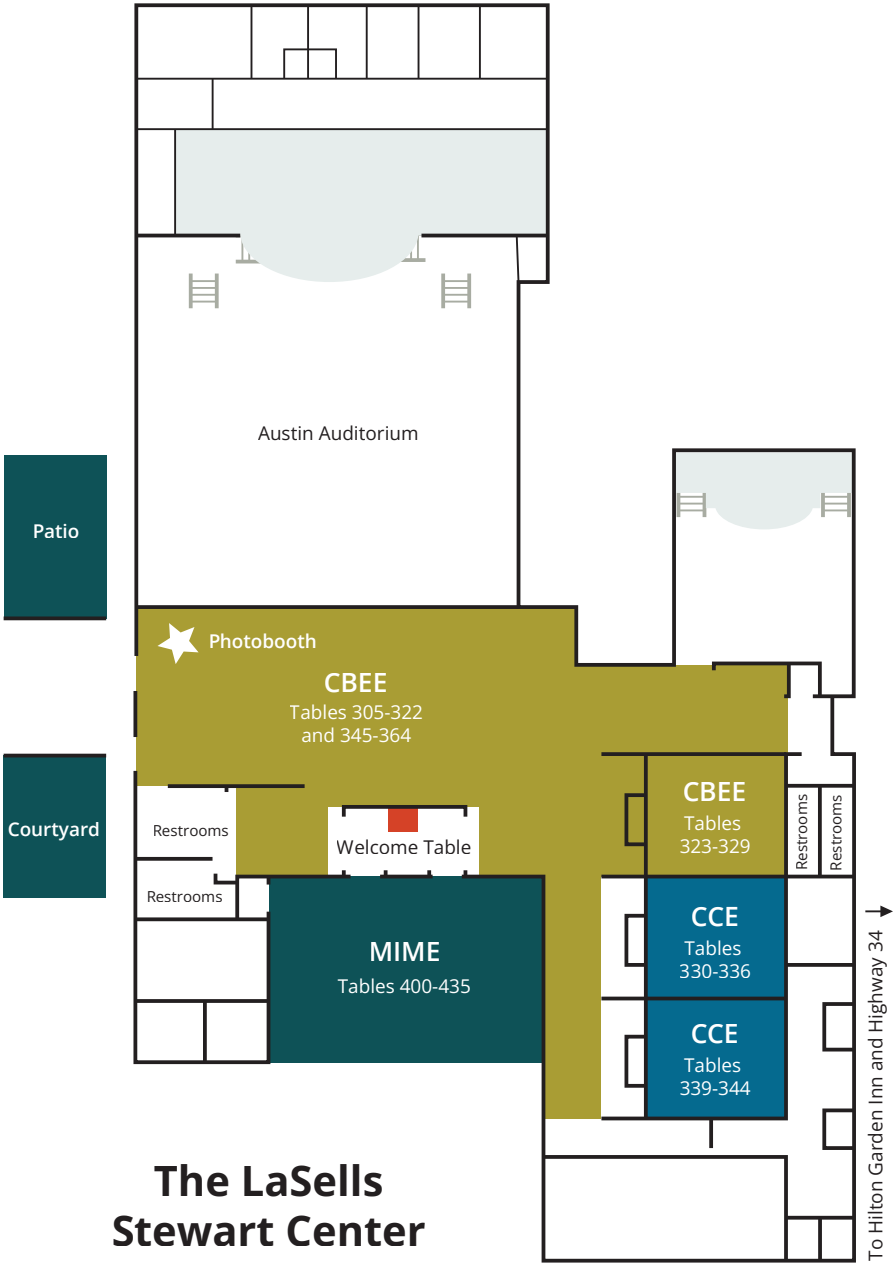 Austin Auditorium
Patio
Photobooth
CBEE
Tables 305-322
and 345-364
Courtyard
Restrooms
Restrooms
Welcome Table
CBEE
Tables
323-329
Restrooms
Restrooms
MIME
Tables 400-435
CCE
Tables
330-336
CCE
Tables
339-344
To Hilton Garden Inn and Highway 34
The LaSells
Stewart Center